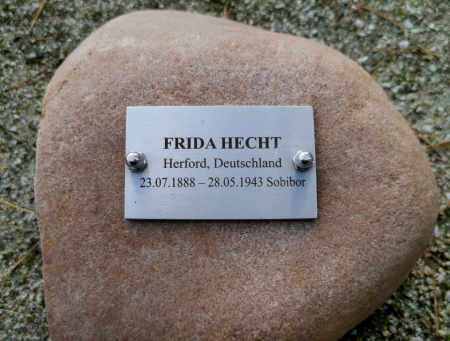 FRIDA HECHT
Herford, Deutschland
23.07.1888 – 28.05.1943 Sobibor